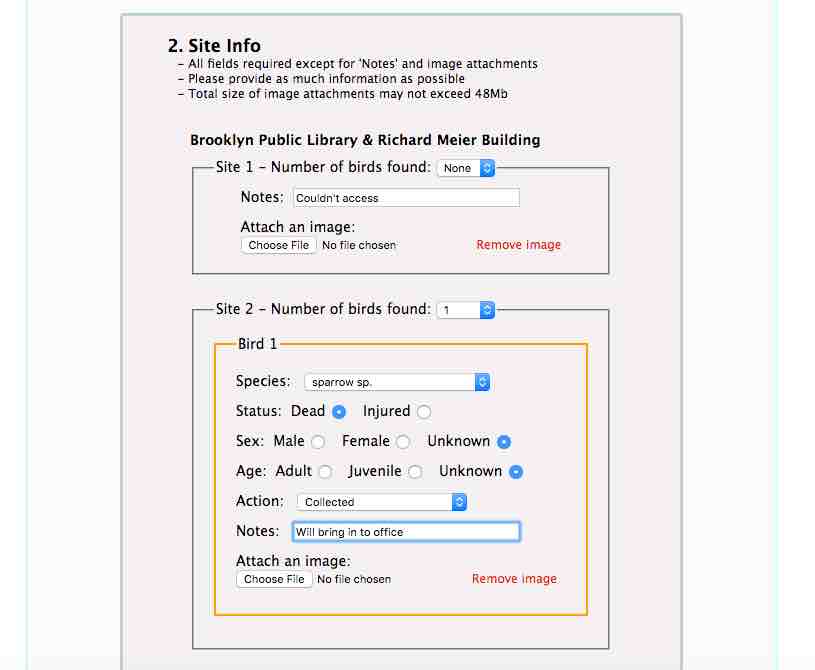 2. Site Info
– All fields required except for 'Notes' and image attachments
– Please provide as much information as possible
– Total size of image attachments may not exceed 48Mb
Brooklyn Public Library & Richard Meier Building
Site 1 – Number of birds found: None
Notes: Couldn't access
Attach an image:
Choose File No file chosen Remove image
Site 2 – Number of birds found: 1
Bird 1
Species: sparrow sp.
Status: Dead Injured
Sex: Male Female Unknown
Age: Adult Juvenile Unknown
Action: Collected
Notes: Will bring in to office
Attach an image:
Choose File No file chosen Remove image